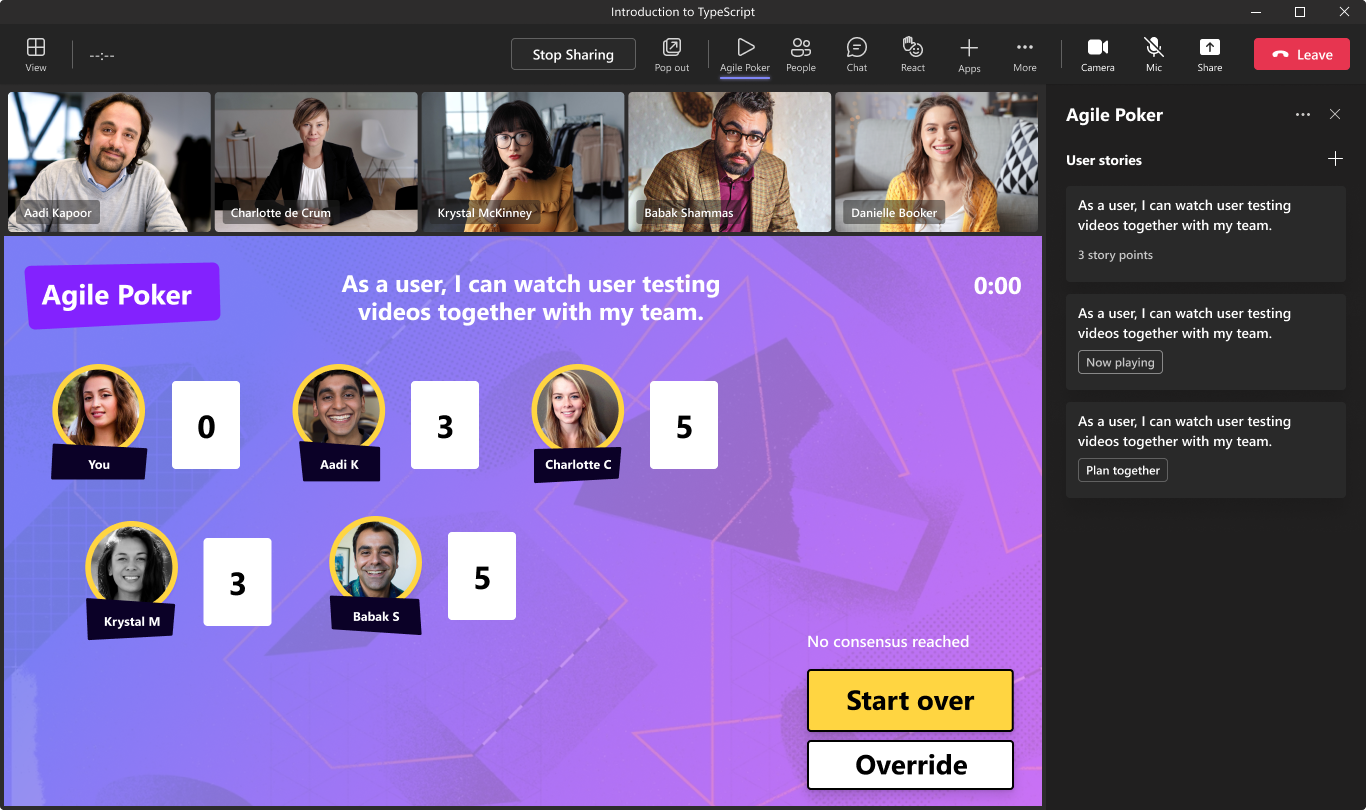 Introduction to TypeScript
View
--:--
Stop Sharing
Pop out
Agile Poker
People
Chat
React
Apps
More
Camera
Mic
Share
Leave
Aadi Kapoor
Charlotte de Crum
Krystal McKinney
Babak Shammas
Danielle Booker
Agile Poker
As a user, I can watch user testing
videos together with my team.
0:00
You
0
Aadi K
3
Charlotte C
5
Krystal M
3
Babak S
5
No consensus reached
Start over
Override
Agile Poker
User stories
As a user, I can watch user testing
videos together with my team.
3 story points
As a user, I can watch user testing
videos together with my team.
Now playing
As a user, I can watch user testing
videos together with my team.
Plan together